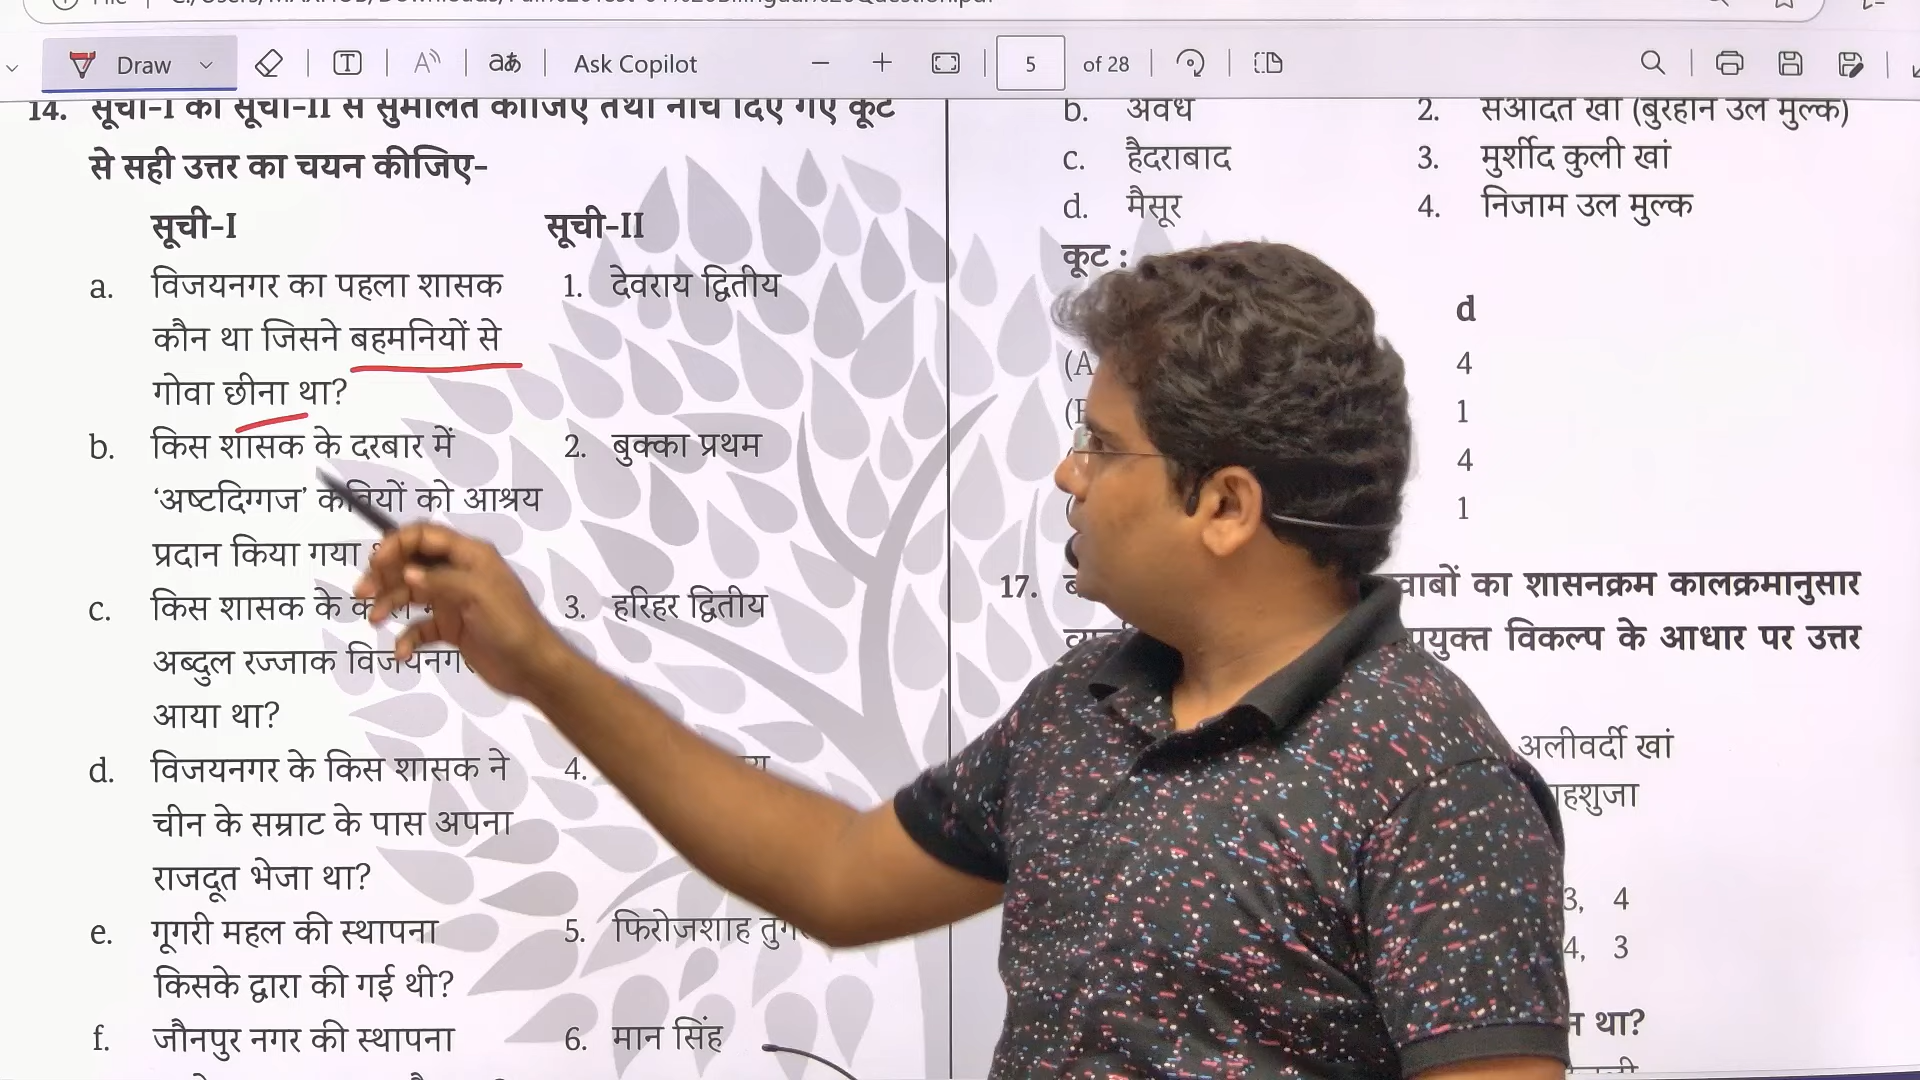 Draw
Ask Copilot
5 of 28
14. सूची-I को सूची-II से सुमेलित कीजिए तथा नीचे दिए गए कूट
से सही उत्तर का चयन कीजिए-
सूची-I सूची-II
a. विजयनगर का पहला शासक 1. देवराय द्वितीय
कौन था जिसने बहमनियों से
गोवा छीना था?
b. किस शासक के दरबार में 2. बुक्का प्रथम
‘अष्टदिग्गज’ कवियों को आश्रय
प्रदान किया गया
c. किस शासक के 3. हरिहर द्वितीय
अब्दुल रज्जाक
आया था?
d. विजयनगर के किस शासक ने 4.
चीन के सम्राट के पास अपना
राजदूत भेजा था?
e. गूगरी महल की स्थापना 5. फिरोजशाह
किसके द्वारा की गई थी?
f. जौनपुर नगर की स्थापना 6. मान सिंह
b. अवध 2. सआदत खां (बुरहान उल मुल्क)
c. हैदराबाद 3. मुर्शीद कुली खां
d. मैसूर 4. निजाम उल मुल्क
कूट :
d
(A 4
1
4
1
17. का शासनक्रम कालक्रमानुसार
विकल्प के आधार पर उत्तर
अलीवर्दी खां
3, 4
4, 3
था?